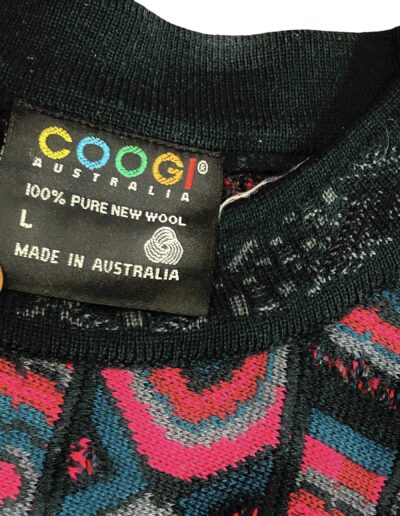 COOGI®
AUSTRALIA
100% PURE NEW WOOL
L
MADE IN AUSTRALIA